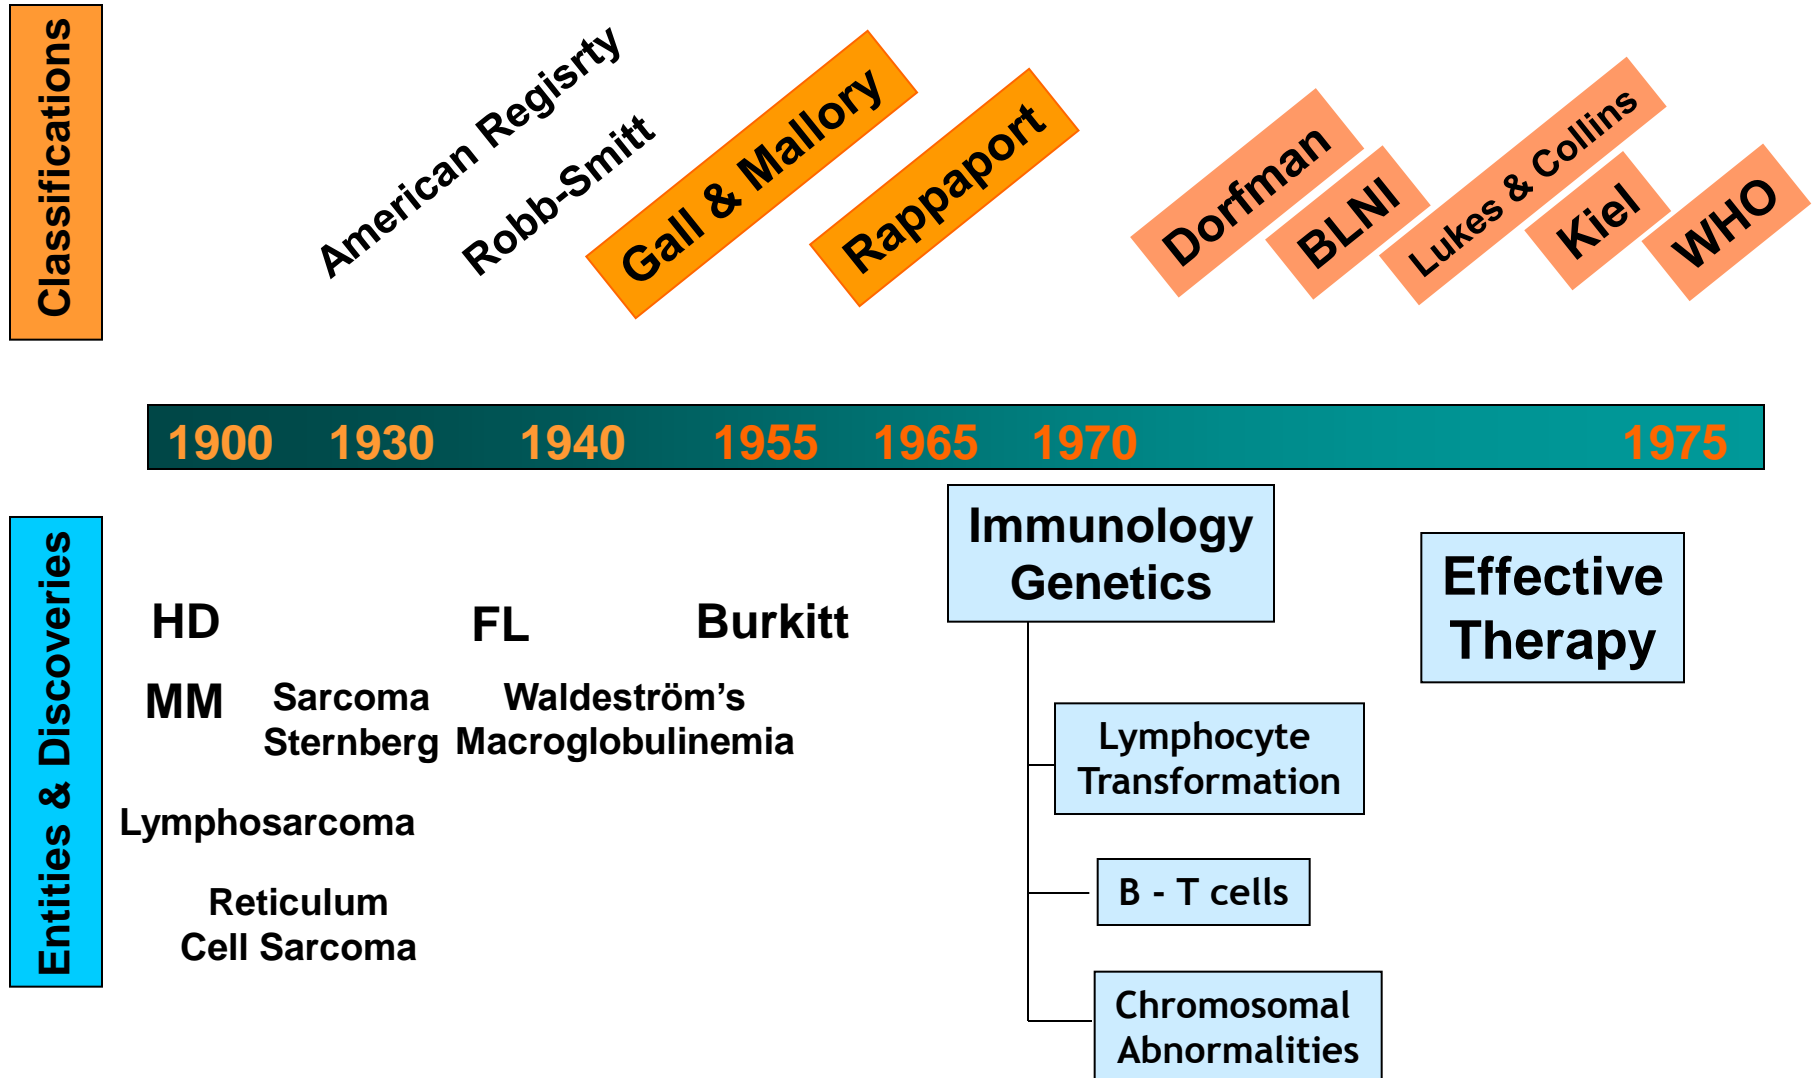 Classifications
American Regisrty
Robb-Smitt
Gall & Mallory
Rappaport
Dorfman
BLNI
Lukes & Collins
Kiel
WHO
1900 1930 1940 1955 1965 1970 1975
Entities & Discoveries
HD
FL
Burkitt
MM
Sarcoma
Sternberg
Waldeström’s
Macroglobulinemia
Lymphosarcoma
Reticulum
Cell Sarcoma
Immunology
Genetics
Lymphocyte
Transformation
B - T cells
Chromosomal
Abnormalities
Effective
Therapy